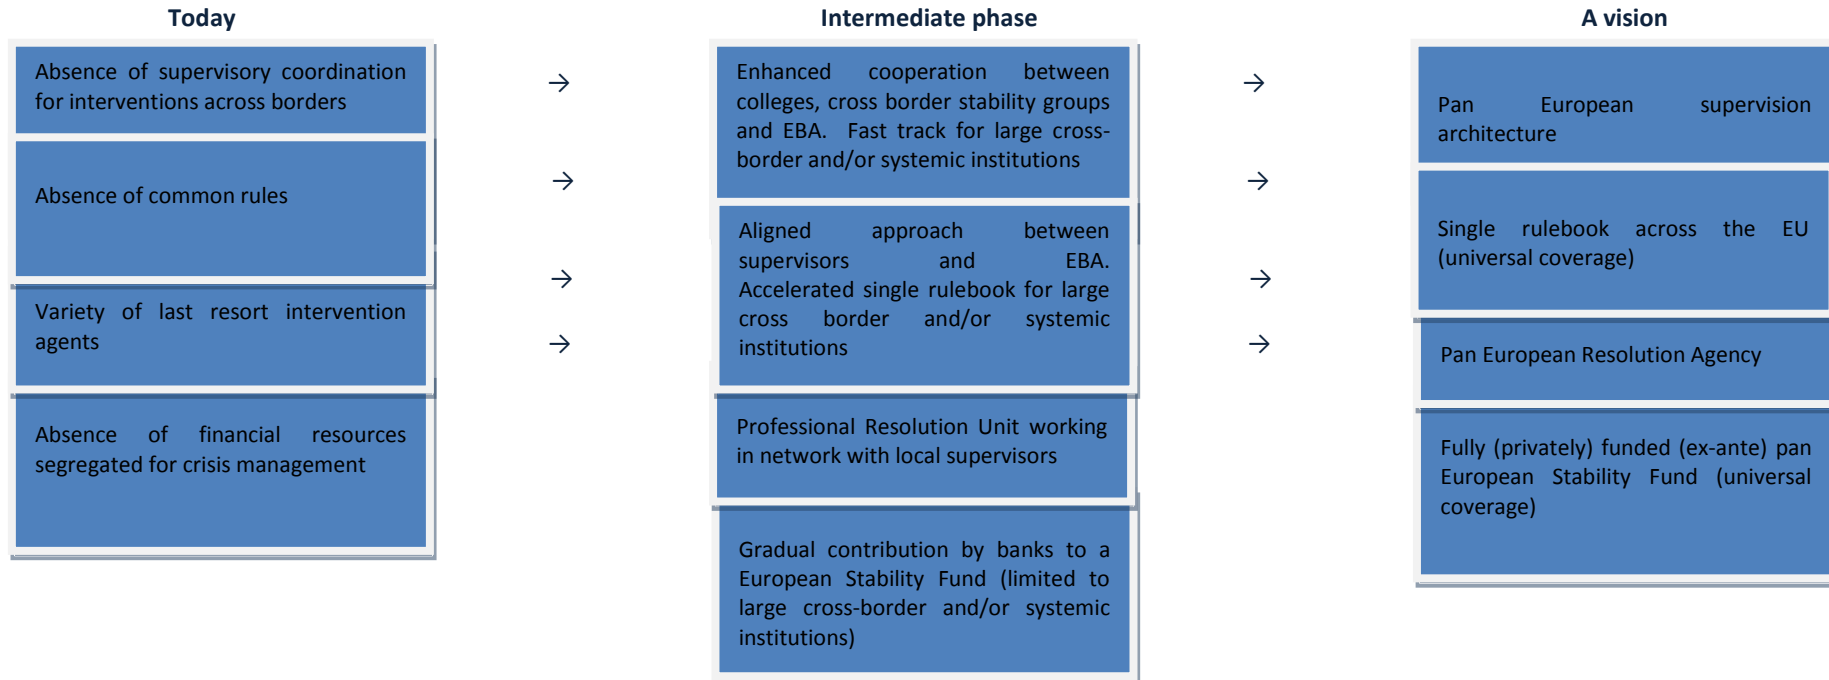 Today
Absence of supervisory coordination
for interventions across borders
Absence of common rules
Variety of last resort intervention
agents
Absence of financial resources
segregated for crisis management
→
→
→
→
Intermediate phase
Enhanced cooperation between
colleges, cross border stability groups
and EBA. Fast track for large cross-
border and/or systemic institutions
Aligned approach between
supervisors and EBA.
Accelerated single rulebook for large
cross border and/or systemic
institutions
Professional Resolution Unit working
in network with local supervisors
Gradual contribution by banks to a
European Stability Fund (limited to
large cross-border and/or systemic
institutions)
→
→
→
→
A vision
Pan European supervision
architecture
Single rulebook across the EU
(universal coverage)
Pan European Resolution Agency
Fully (privately) funded (ex-ante) pan
European Stability Fund (universal
coverage)